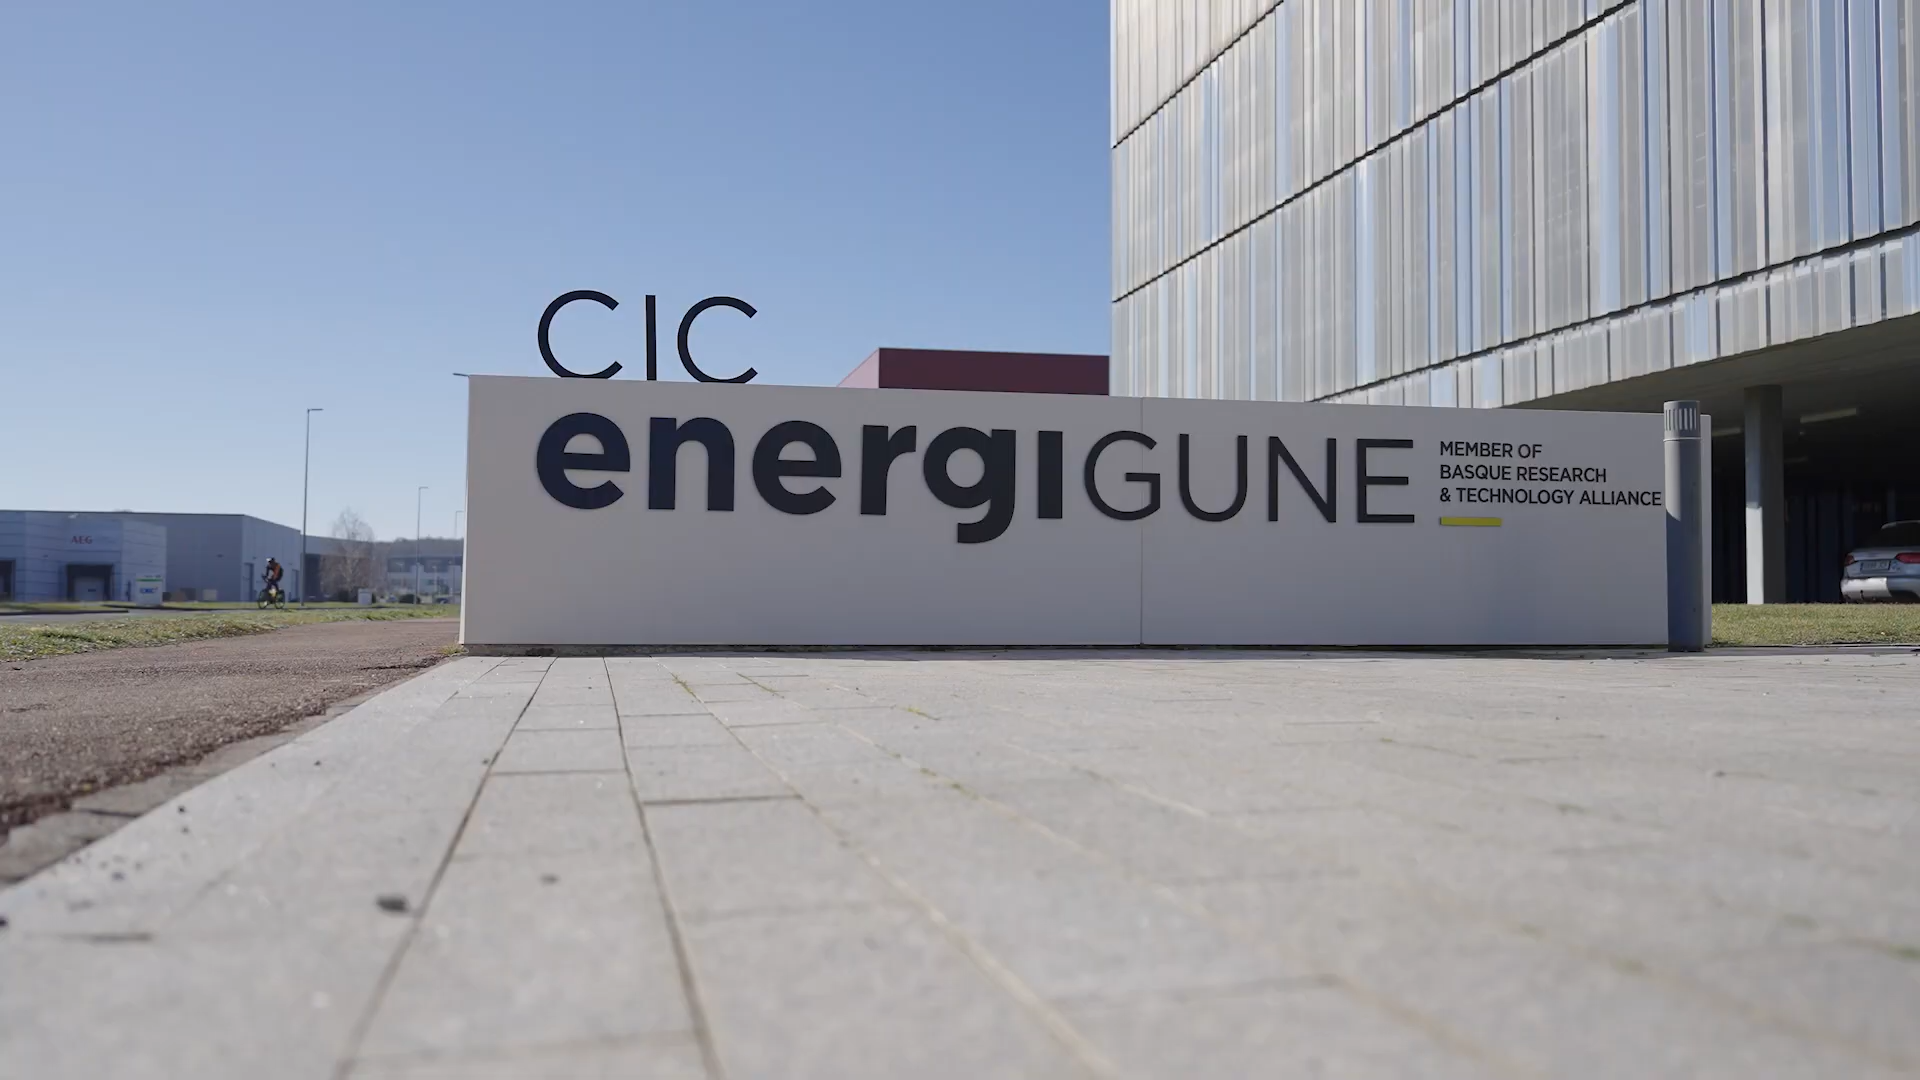 CIC
energiGUNE
MEMBER OF
BASQUE RESEARCH
& TECHNOLOGY ALLIANCE
AEG